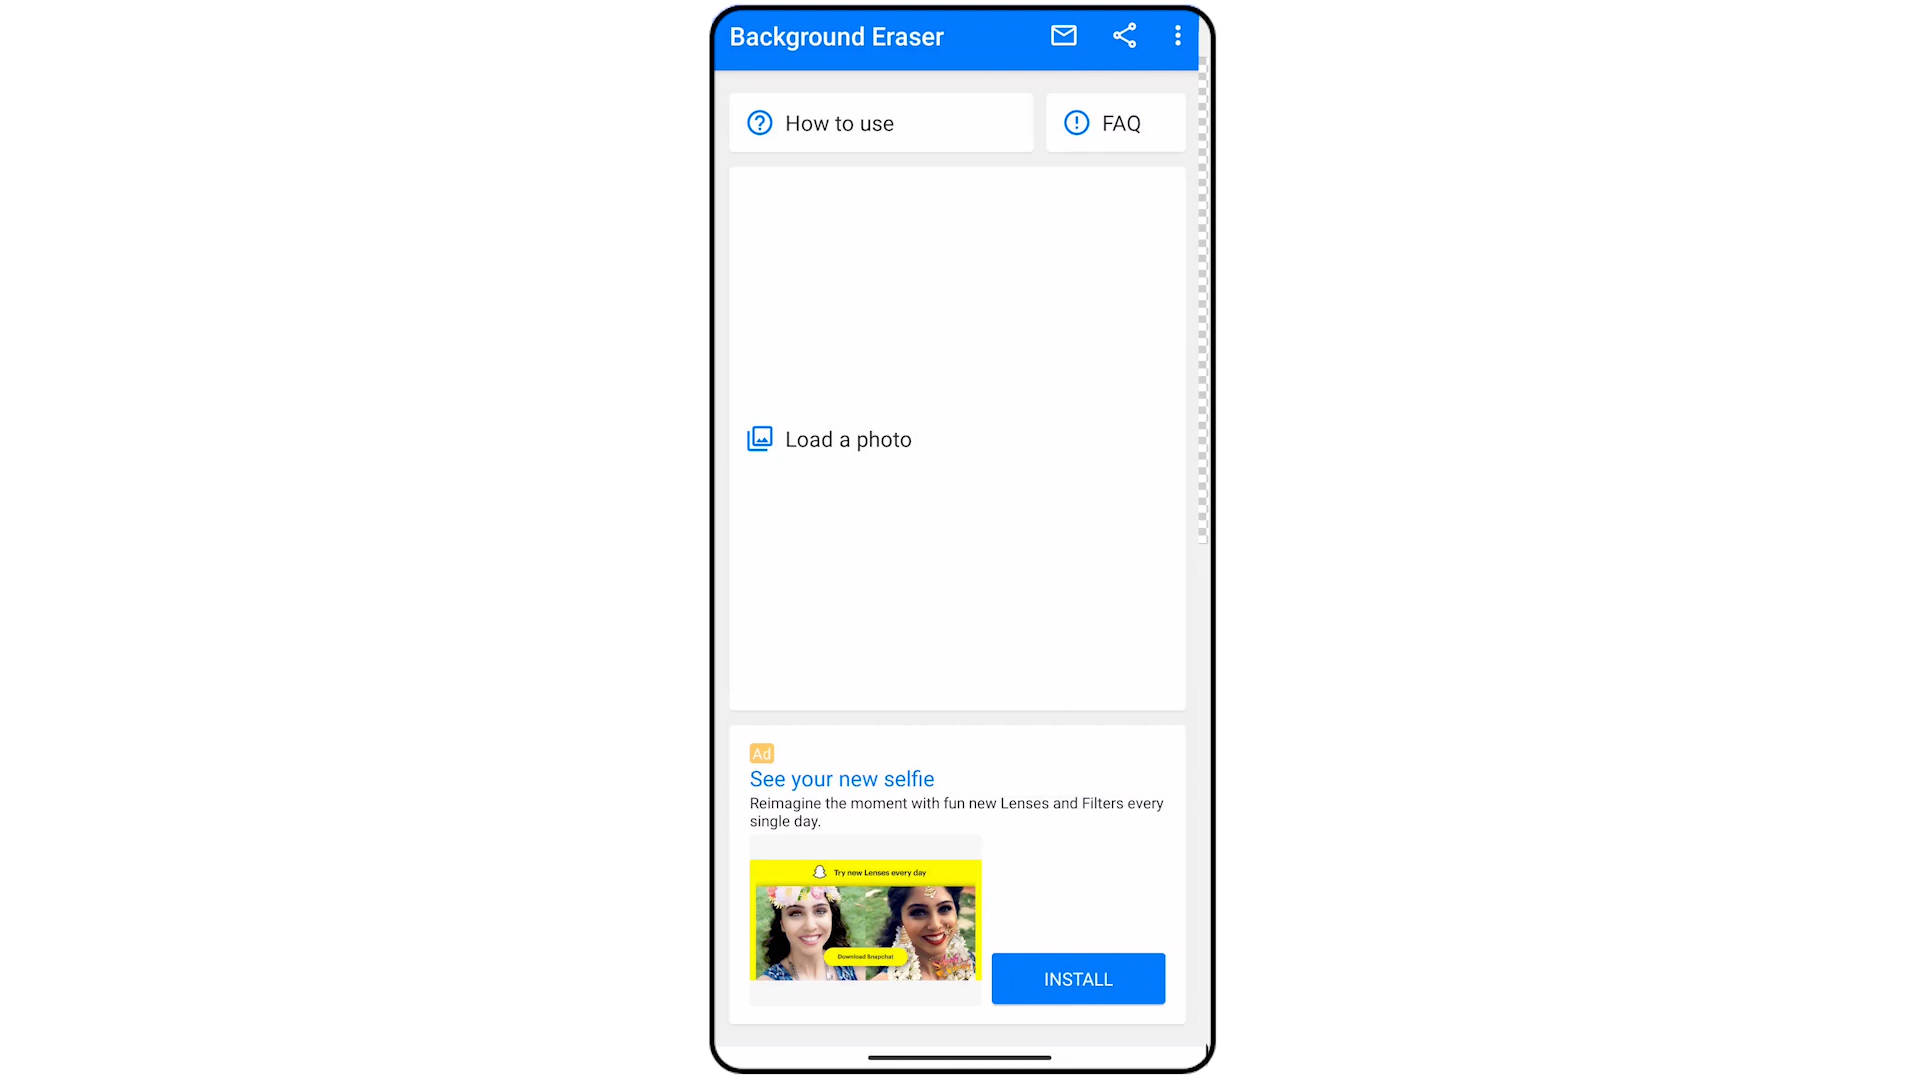 Background Eraser
How to use
FAQ
Load a photo
Ad
See your new selfie
Reimagine the moment with fun new Lenses and Filters every
single day.
Try new Lenses every day
Download Snapchat
INSTALL